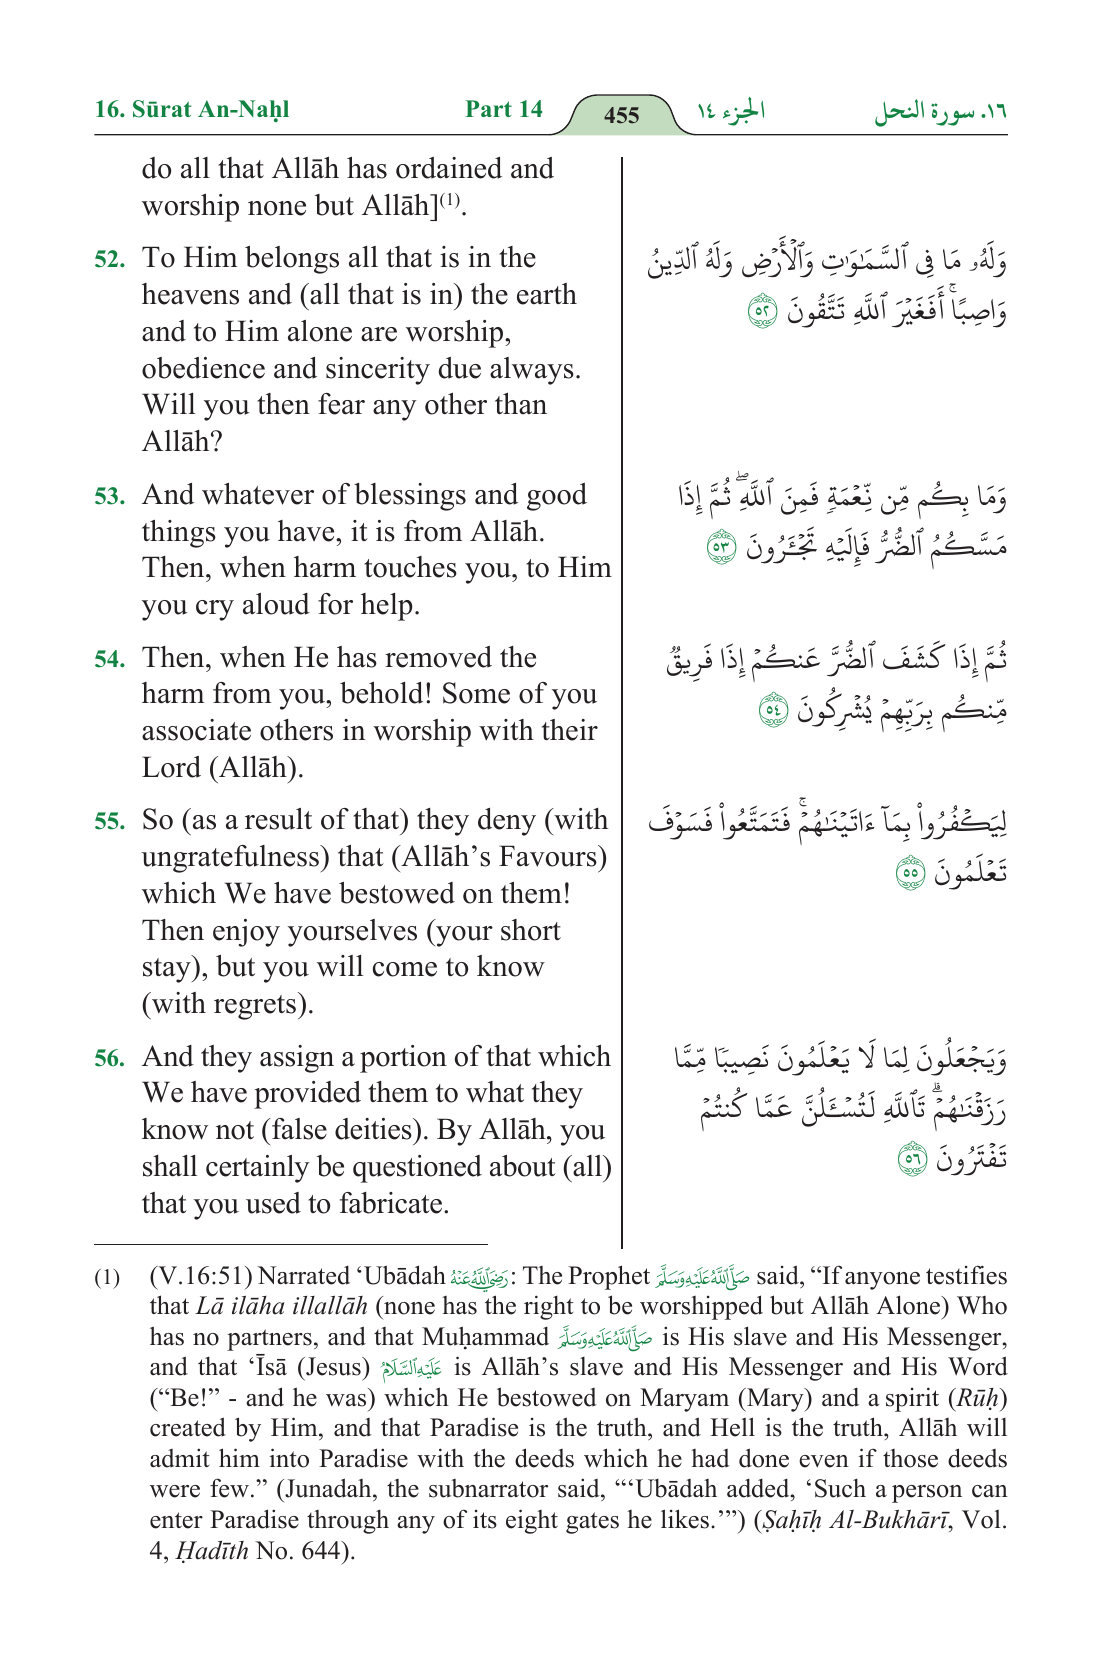 16. Sūrat An-Naḥl
Part 14
455
الجزء ١٤
١٦. سورة النحل
do all that Allāh has ordained and
worship none but Allāh](1).
52. To Him belongs all that is in the
heavens and (all that is in) the earth
and to Him alone are worship,
obedience and sincerity due always.
Will you then fear any other than
Allāh?
53. And whatever of blessings and good
things you have, it is from Allāh.
Then, when harm touches you, to Him
you cry aloud for help.
54. Then, when He has removed the
harm from you, behold! Some of you
associate others in worship with their
Lord (Allāh).
55. So (as a result of that) they deny (with
ungratefulness) that (Allāh’s Favours)
which We have bestowed on them!
Then enjoy yourselves (your short
stay), but you will come to know
(with regrets).
56. And they assign a portion of that which
We have provided them to what they
know not (false deities). By Allāh, you
shall certainly be questioned about (all)
that you used to fabricate.
وَلَهُۥ مَا فِى ٱلسَّمَـٰوَٰتِ وَٱلْأَرْضِ وَلَهُ ٱلدِّينُ
وَاصِبًا ۚ أَفَغَيْرَ ٱللَّهِ تَتَّقُونَ ٥٢
وَمَا بِكُم مِّن نِّعْمَةٍ فَمِنَ ٱللَّهِ ۖ ثُمَّ إِذَا
مَسَّكُمُ ٱلضُّرُّ فَإِلَيْهِ تَجْـَٔرُونَ ٥٣
ثُمَّ إِذَا كَشَفَ ٱلضُّرَّ عَنكُمْ إِذَا فَرِيقٌ
مِّنكُم بِرَبِّهِمْ يُشْرِكُونَ ٥٤
لِيَكْفُرُوا۟ بِمَآ ءَاتَيْنَـٰهُمْ ۚ فَتَمَتَّعُوا۟ فَسَوْفَ
تَعْلَمُونَ ٥٥
وَيَجْعَلُونَ لِمَا لَا يَعْلَمُونَ نَصِيبًا مِّمَّا
رَزَقْنَـٰهُمْ ۗ تَٱللَّهِ لَتُسْـَٔلُنَّ عَمَّا كُنتُمْ
تَفْتَرُونَ ٥٦
(1) (V.16:51) Narrated ‘Ubādah رَضِيَ اللَّهُ عَنْهُ: The Prophet صَلَّى اللَّهُ عَلَيْهِ وَسَلَّمَ said, “If anyone testifies
that Lā ilāha illallāh (none has the right to be worshipped but Allāh Alone) Who
has no partners, and that Muḥammad صَلَّى اللَّهُ عَلَيْهِ وَسَلَّمَ is His slave and His Messenger,
and that ‘Īsā (Jesus) عَلَيْهِ السَّلَامُ is Allāh’s slave and His Messenger and His Word
(“Be!” - and he was) which He bestowed on Maryam (Mary) and a spirit (Rūḥ)
created by Him, and that Paradise is the truth, and Hell is the truth, Allāh will
admit him into Paradise with the deeds which he had done even if those deeds
were few.” (Junadah, the subnarrator said, “‘Ubādah added, ‘Such a person can
enter Paradise through any of its eight gates he likes.’”) (Ṣaḥīḥ Al-Bukhārī, Vol.
4, Ḥadīth No. 644).